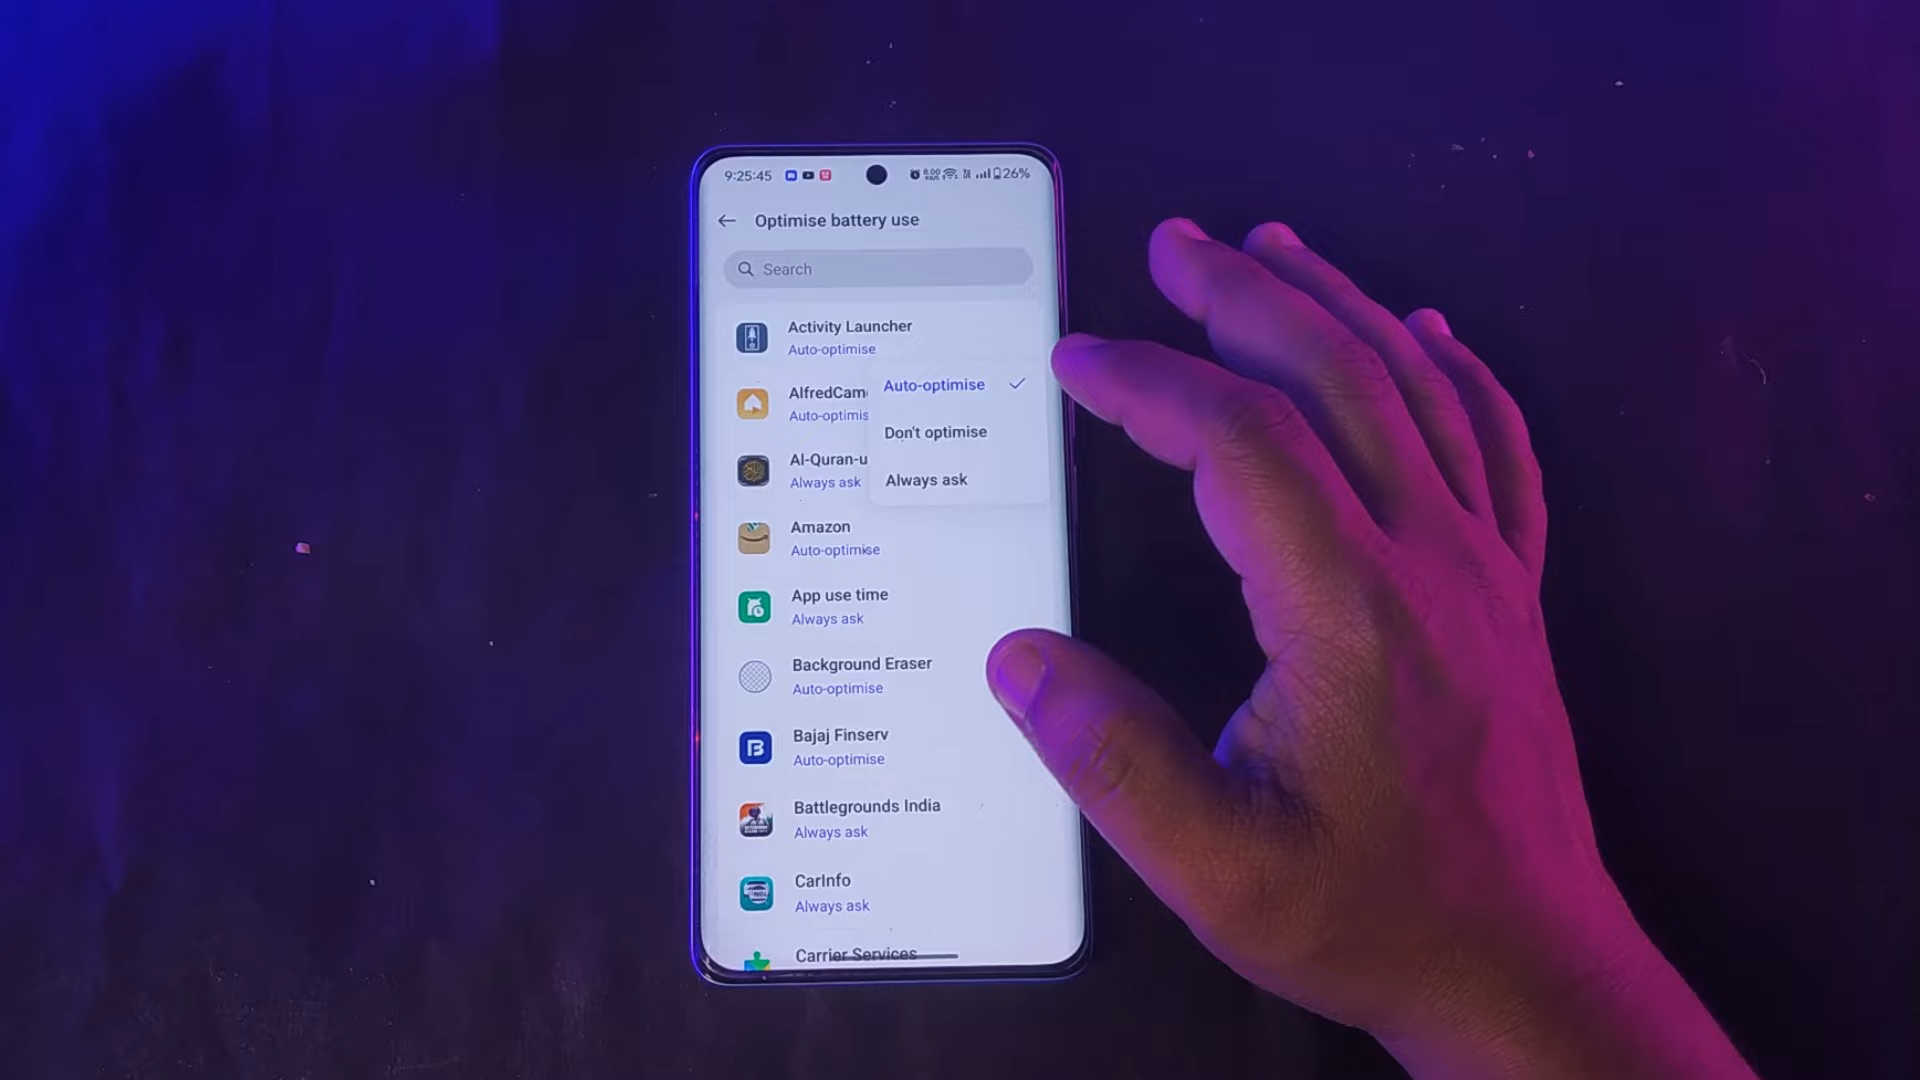 9:25:45 26%
Optimise battery use
Search
Activity Launcher
Auto-optimise
Auto-optimise
AlfredCam
Don't optimise
Auto-optimis
Al-Quran-u
Always ask
Always ask
Amazon
Auto-optimise
App use time
Always ask
Background Eraser
Auto-optimise
Bajaj Finserv
Auto-optimise
Battlegrounds India
Always ask
CarInfo
Always ask
Carrier Services